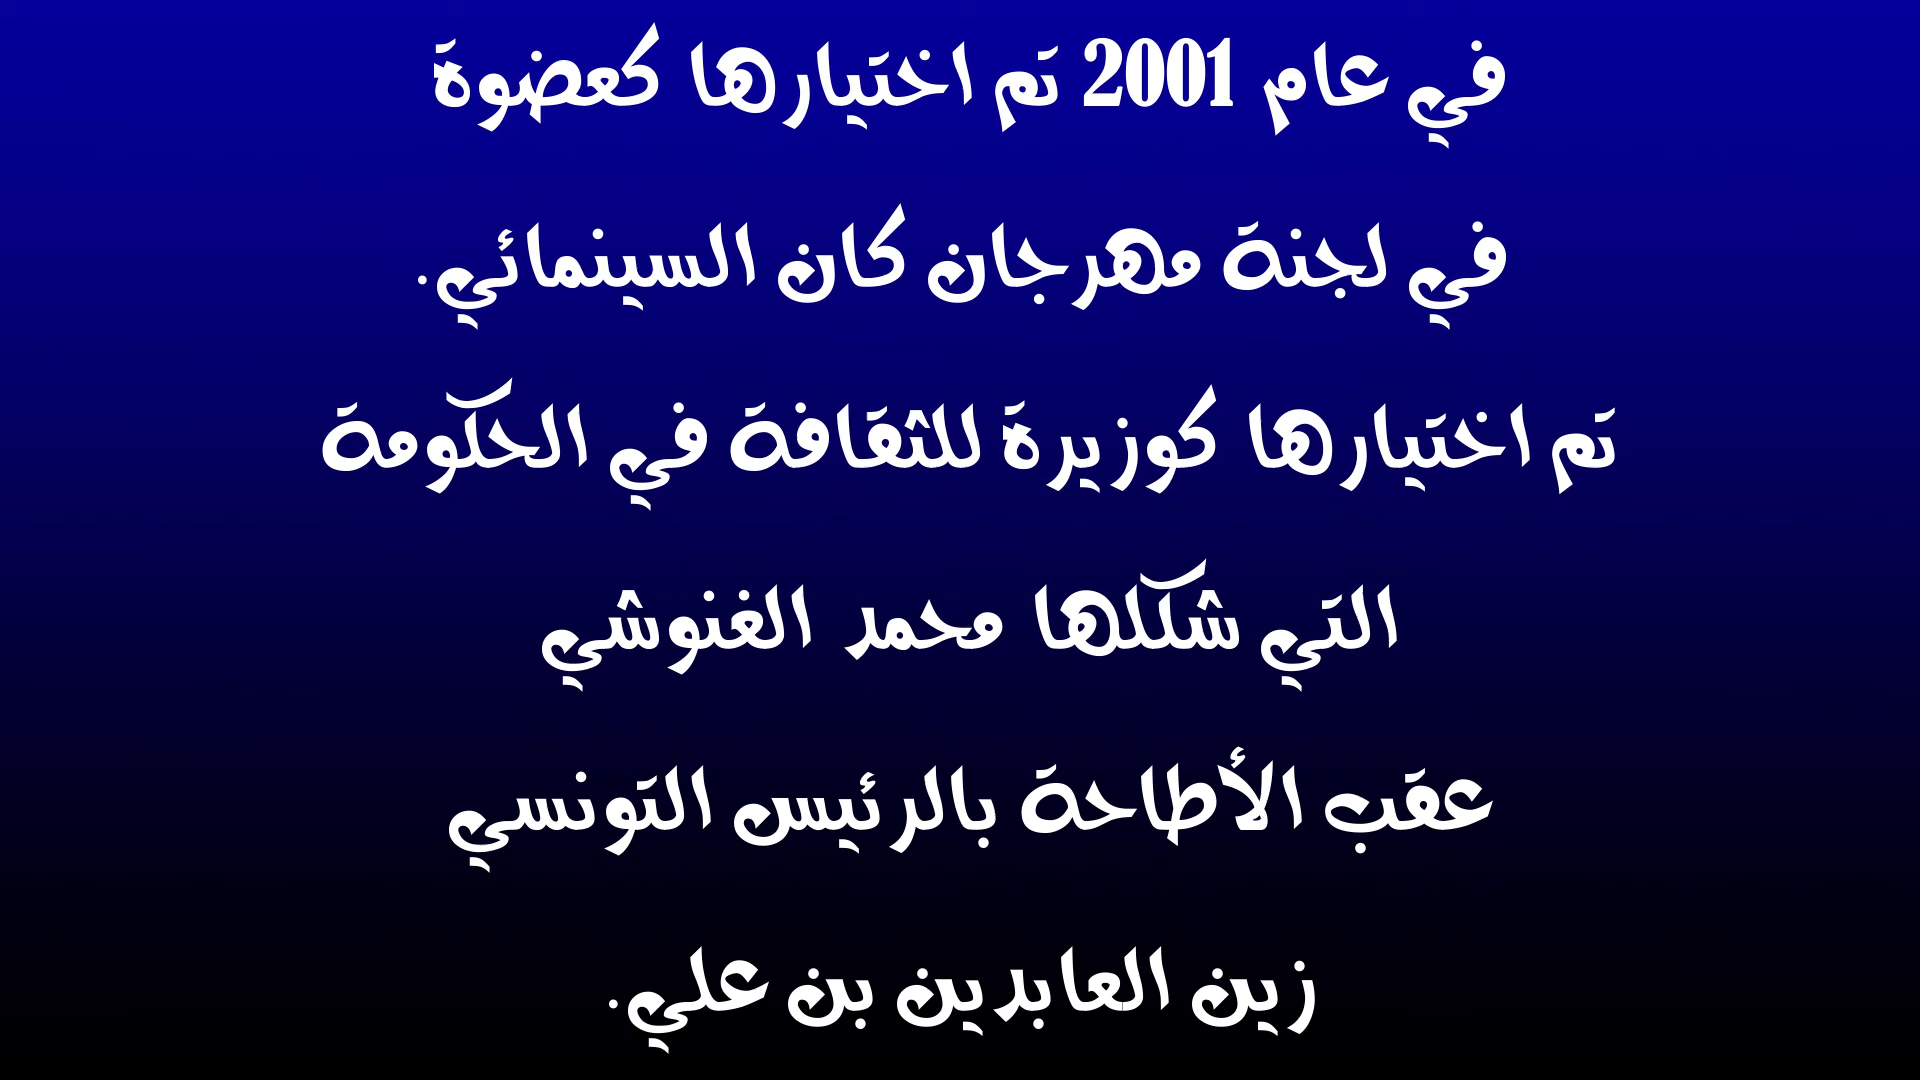 في عام 2001 تم اختيارها كعضوة
في لجنة مهرجان كان السينمائي.
تم اختيارها كوزيرة للثقافة في الحكومة
التي شكلها محمد الغنوشي
عقب الأطاحة بالرئيس التونسي
زين العابدين بن علي.